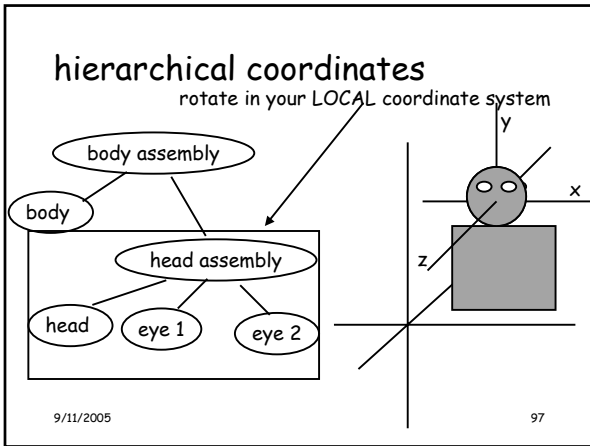 hierarchical coordinates
rotate in your LOCAL coordinate system
y
body assembly
body
x
head assembly
z
head
eye 1
eye 2
9/11/2005
97